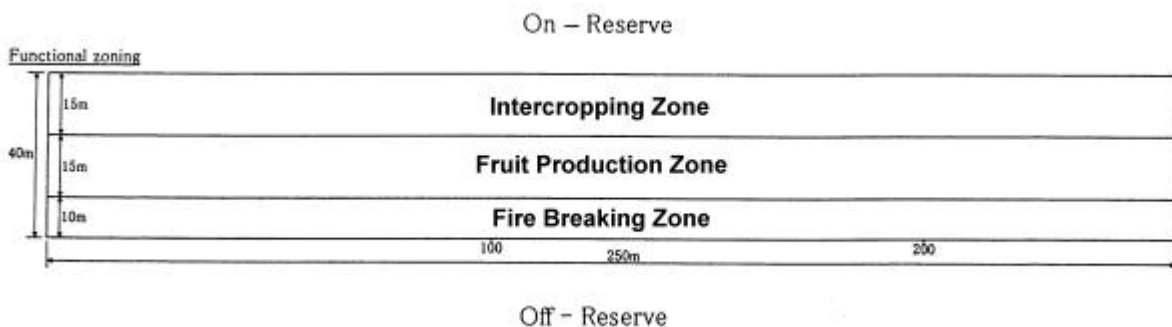 On – Reserve
Functional zoning
15m
Intercropping Zone
40m
15m
Fruit Production Zone
10m
Fire Breaking Zone
100
200
250m
Off - Reserve